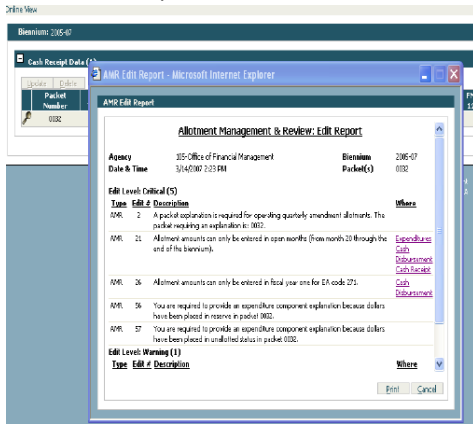 Online View
Biennium: 2005-07
Cash Receipt Data (1)
Update Delete
Packet
Number
0032
AMR Edit Report - Microsoft Internet Explorer
AMR Edit Report
Allotment Management & Review: Edit Report
Agency 105-Office of Financial Management Biennium 2005-07
Date & Time 3/14/2007 2:23 PM Packet(s) 0032
Edit Level: Critical (5)
Type Edit # Description Where
AMR 2 A packet explanation is required for operating quarterly amendment allotments. The
packet requiring an explanation is: 0032.
AMR 21 Allotment amounts can only be entered in open months (from month 20 through the Expenditures
end of the biennium). Cash
Disbursement
Cash Receipt
AMR 26 Allotment amounts can only be entered in fiscal year one for EA code 271. Cash
Disbursement
AMR 56 You are required to provide an expenditure component explanation because dollars
have been placed in reserve in packet 0032.
AMR 57 You are required to provide an expenditure component explanation because dollars
have been placed in unallotted status in packet 0032.
Edit Level: Warning (1)
Type Edit # Description Where
Print Cancel